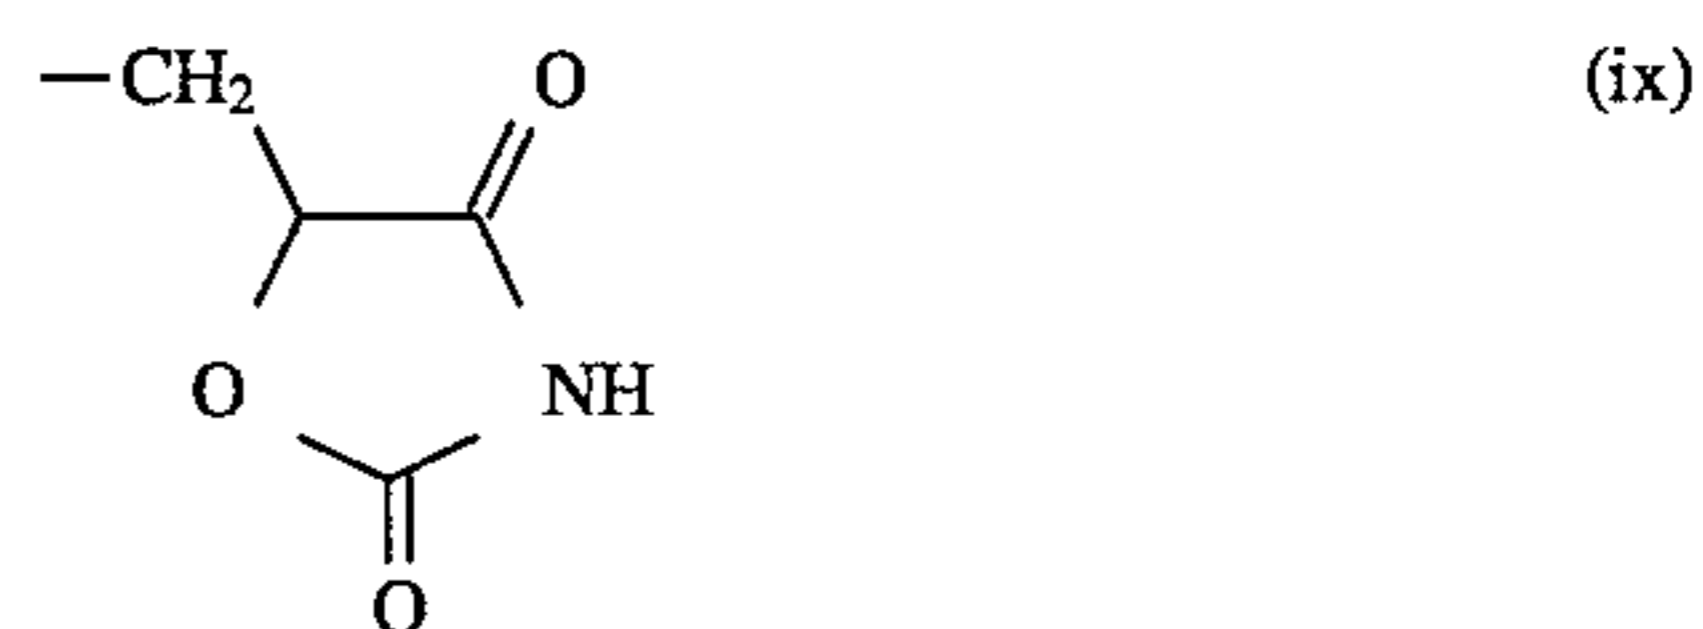 —CH₂ O (ix)
O NH
O